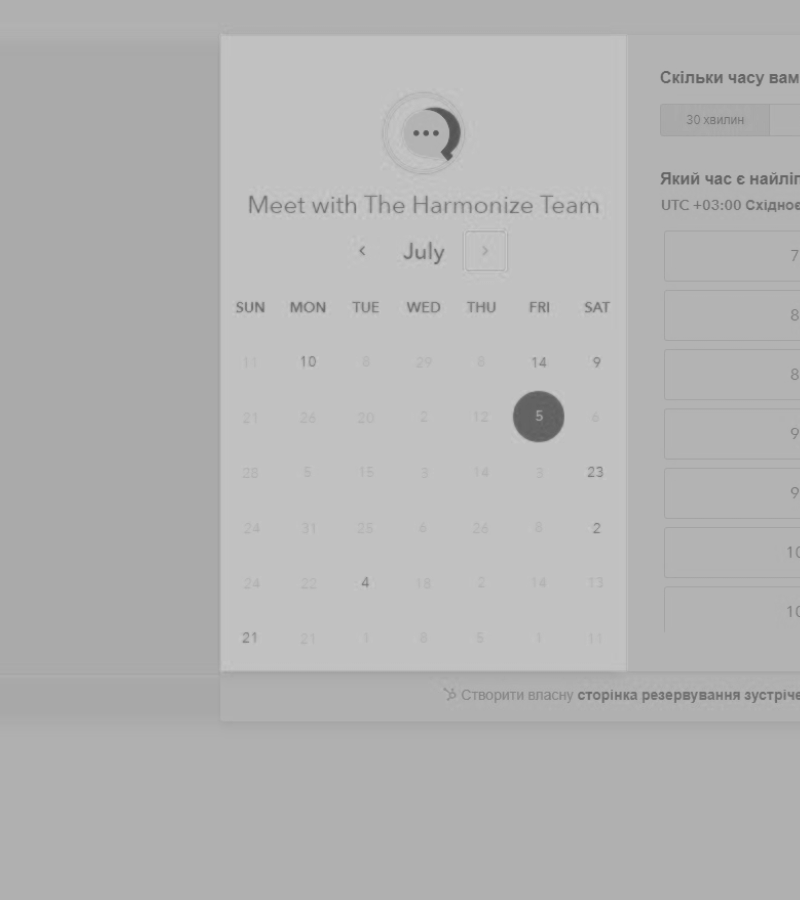 Meet with The Harmonize Team
July
SUN MON TUE WED THU FRI SAT
11 10 8 29 8 14 9
21 26 20 2 12 5 6
28 5 15 3 14 3 23
24 31 25 6 26 8 2
24 22 4 18 2 14 13
21 21 1 8 5 1 11
Скільки часу вам
30 хвилин
Який час є
UTC +03:00
7
8
8
9
9
10
10
Створити власну сторінка резервування